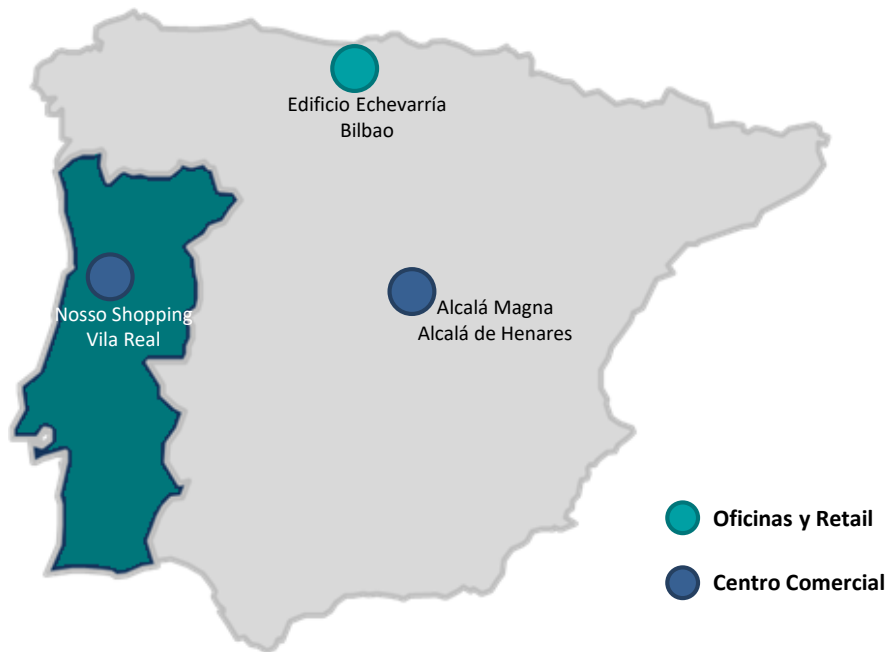 Edificio Echevarría
Bilbao
Nosso Shopping
Vila Real
Alcalá Magna
Alcalá de Henares
Oficinas y Retail
Centro Comercial